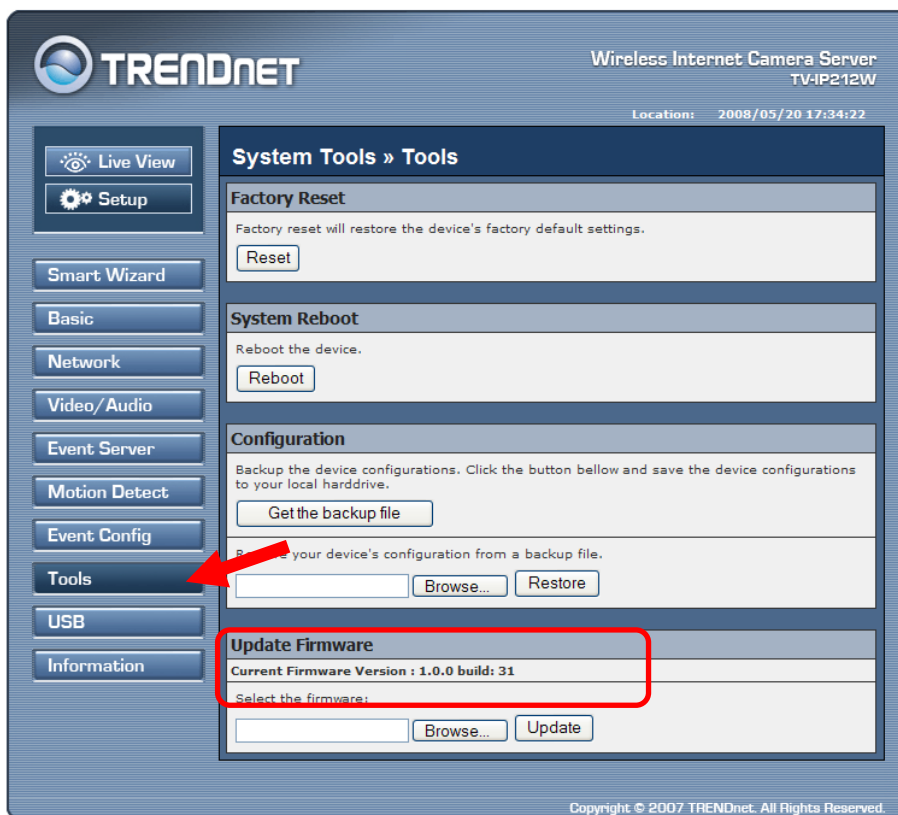 TRENDnet
Wireless Internet Camera Server
TV-IP212W
Location: 2008/05/20 17:34:22
Live View
Setup
Smart Wizard
Basic
Network
Video/Audio
Event Server
Motion Detect
Event Config
Tools
USB
Information
System Tools » Tools
Factory Reset
Factory reset will restore the device's factory default settings.
Reset
System Reboot
Reboot the device.
Reboot
Configuration
Backup the device configurations. Click the button bellow and save the device configurations
to your local harddrive.
Get the backup file
your device's configuration from a backup file.
Browse... Restore
Update Firmware
Current Firmware Version : 1.0.0 build: 31
Select the firmware:
Browse... Update
Copyright © 2007 TRENDnet. All Rights Reserved.